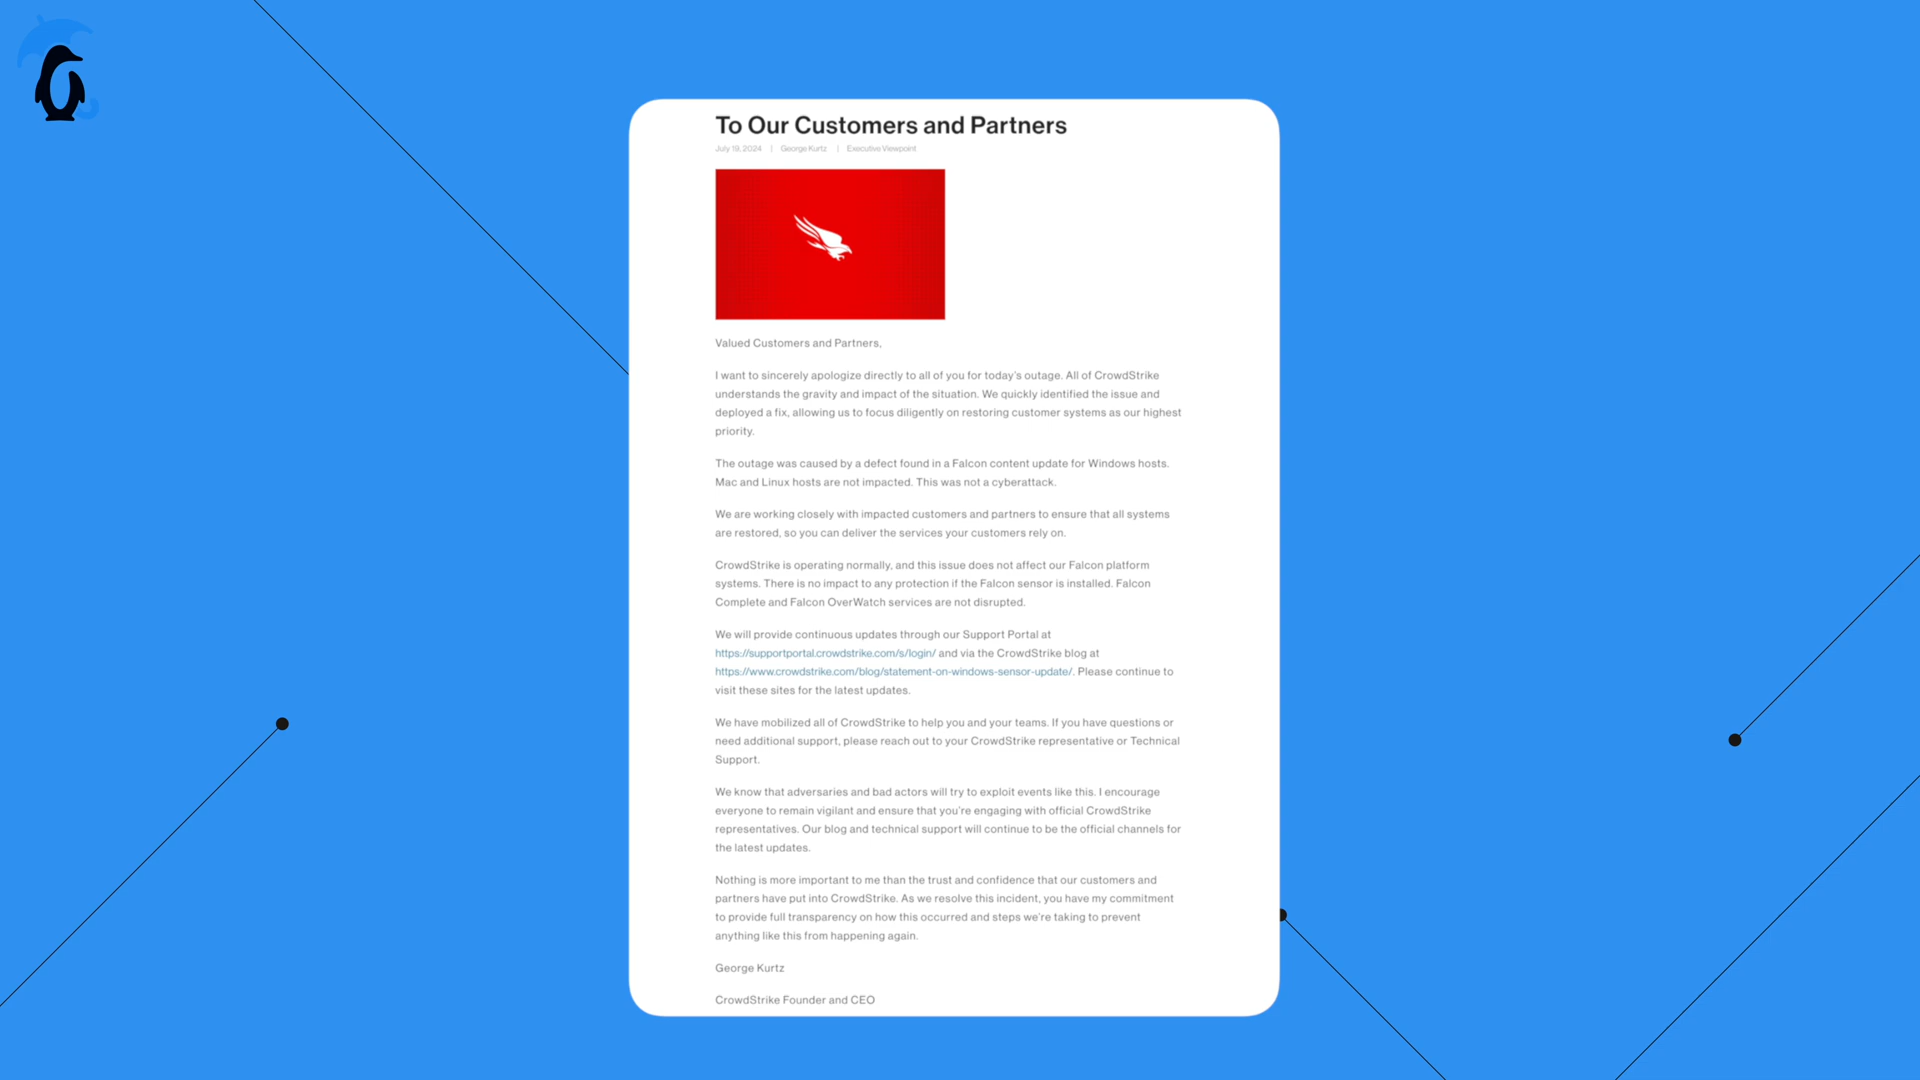 To Our Customers and Partners
July 19, 2024 | George Kurtz | Executive Viewpoint
Valued Customers and Partners,
I want to sincerely apologize directly to all of you for today's outage. All of CrowdStrike
understands the gravity and impact of the situation. We quickly identified the issue and
deployed a fix, allowing us to focus diligently on restoring customer systems as our highest
priority.
The outage was caused by a defect found in a Falcon content update for Windows hosts.
Mac and Linux hosts are not impacted. This was not a cyberattack.
We are working closely with impacted customers and partners to ensure that all systems
are restored, so you can deliver the services your customers rely on.
CrowdStrike is operating normally, and this issue does not affect our Falcon platform
systems. There is no impact to any protection if the Falcon sensor is installed. Falcon
Complete and Falcon OverWatch services are not disrupted.
We will provide continuous updates through our Support Portal at
https://supportportal.crowdstrike.com/s/login/ and via the CrowdStrike blog at
https://www.crowdstrike.com/blog/statement-on-windows-sensor-update/. Please continue to
visit these sites for the latest updates.
We have mobilized all of CrowdStrike to help you and your teams. If you have questions or
need additional support, please reach out to your CrowdStrike representative or Technical
Support.
We know that adversaries and bad actors will try to exploit events like this. I encourage
everyone to remain vigilant and ensure that you're engaging with official CrowdStrike
representatives. Our blog and technical support will continue to be the official channels for
the latest updates.
Nothing is more important to me than the trust and confidence that our customers and
partners have put into CrowdStrike. As we resolve this incident, you have my commitment
to provide full transparency on how this occurred and steps we're taking to prevent
anything like this from happening again.
George Kurtz
CrowdStrike Founder and CEO